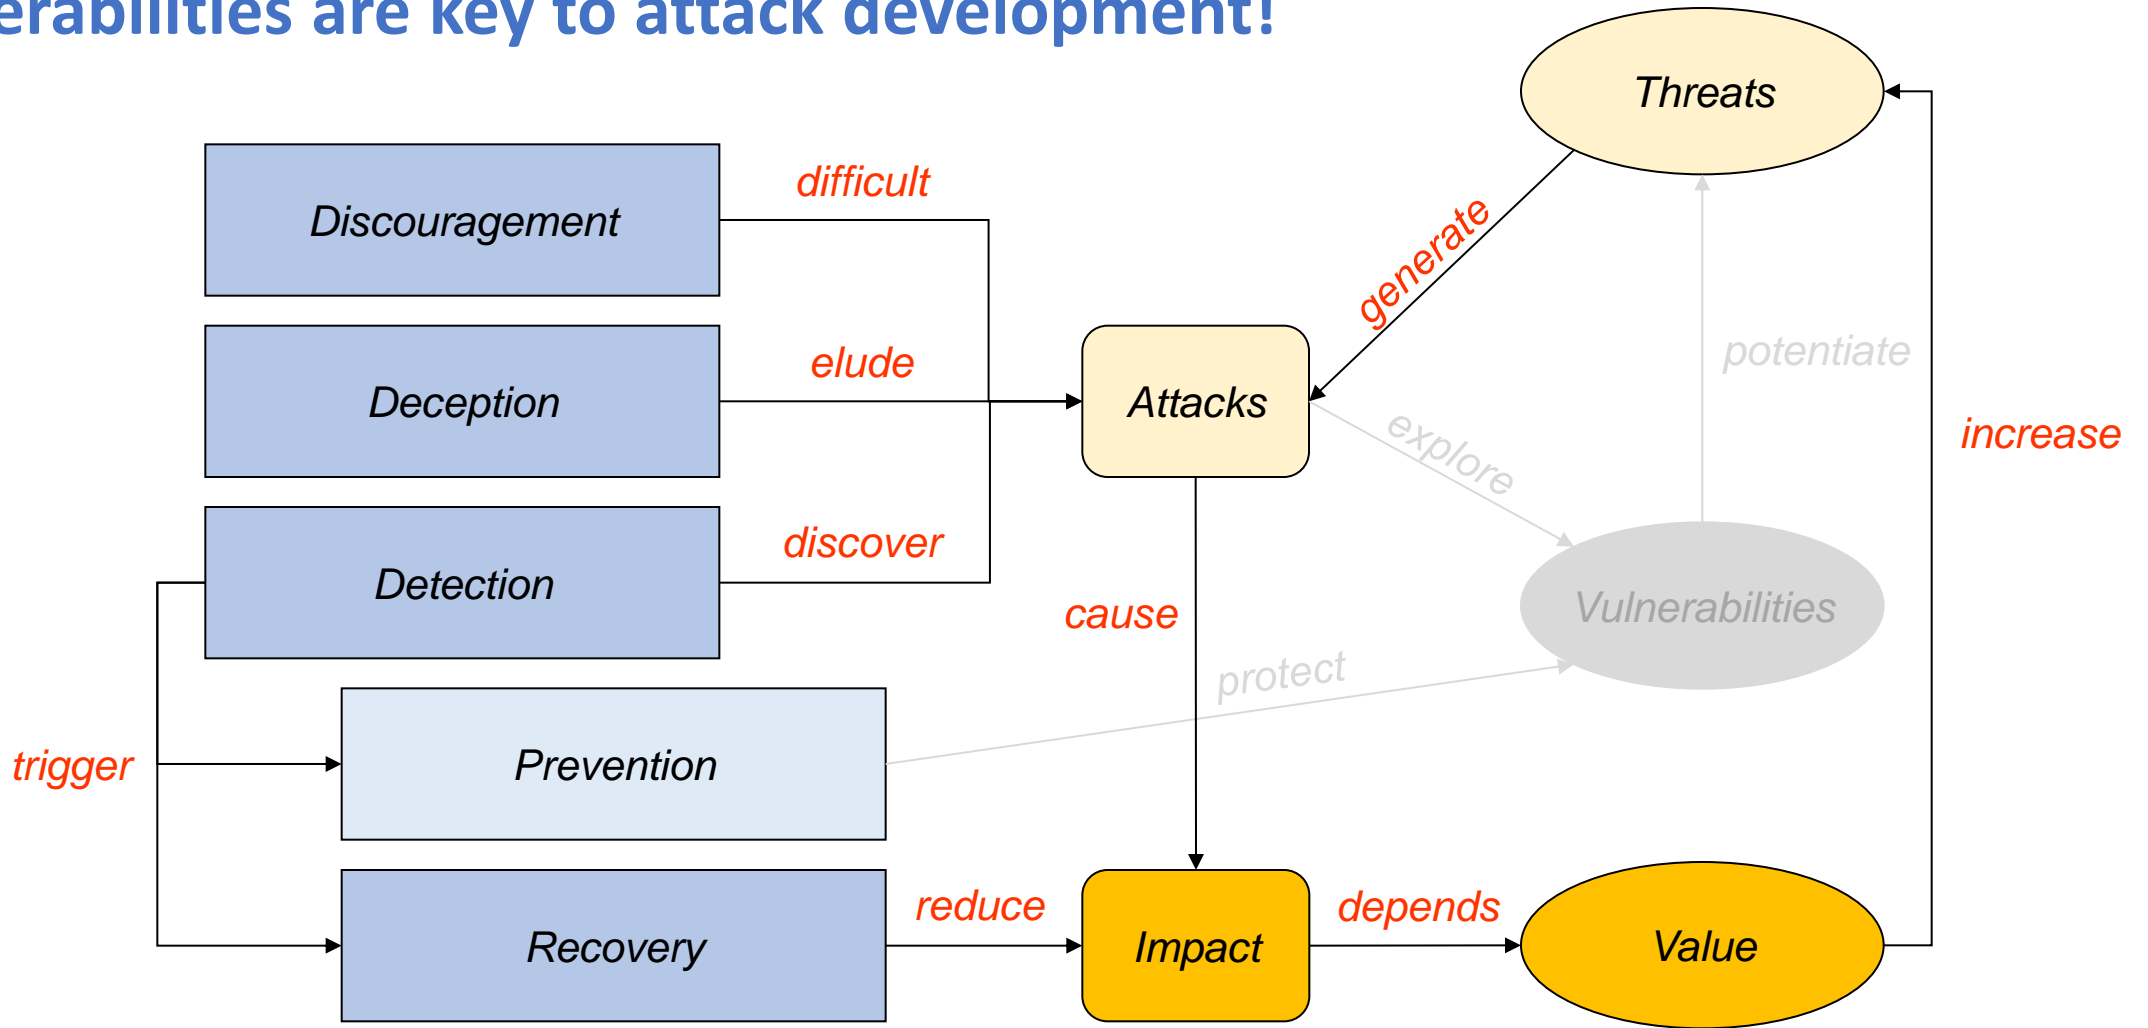 erabilities are key to attack development!
Threats
difficult
Discouragement
generate
potentiate
elude
Deception
Attacks
explore
increase
discover
Detection
cause
Vulnerabilities
protect
trigger
Prevention
reduce
depends
Recovery
Impact
Value